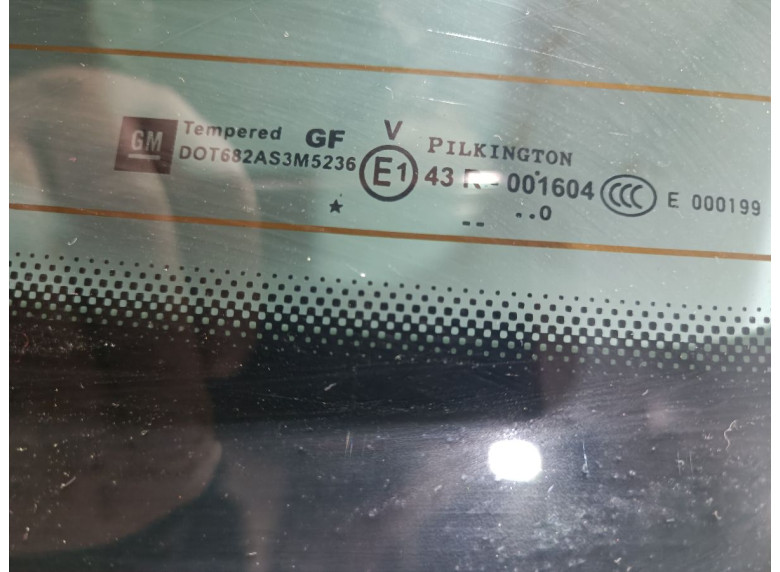 GM
Tempered GF V PILKINGTON
DOT682AS3M5236 E1 43 R - 001604 CCC E 000199
★ -- ..0